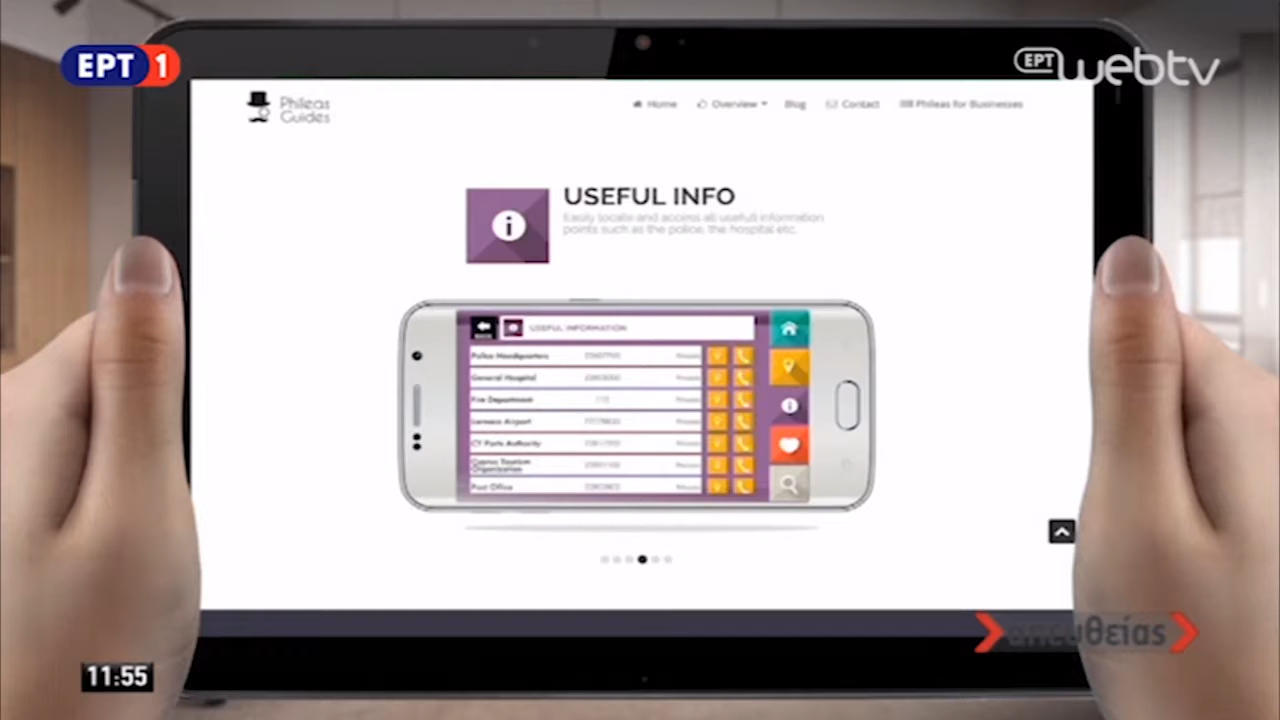 ΕΡΤ 1
ΕΡΤ webtv
Phileas
Guides
Home
Overview
Blog
Contact
Phileas for Businesses
USEFUL INFO
Easily locate and access all usefull information
points such as the police, the hospital etc.
BACK
USEFUL INFORMATION
Police Headquarters
General Hospital
Fire Department
Larnaca Airport
CY Ports Authority
Cyprus Tourism
Organization
Post Office
απευθείας
11:55